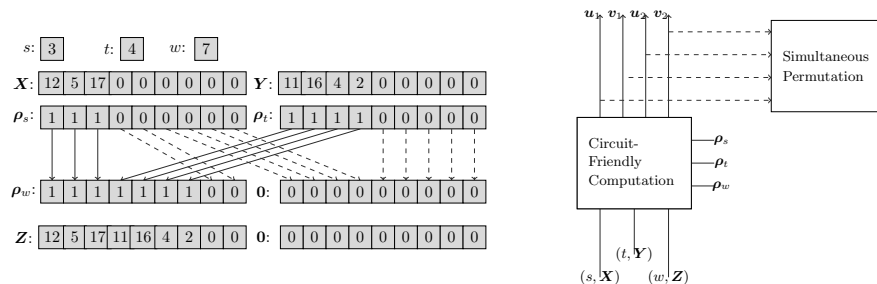 s: 3 t: 4 w: 7
X: 12 5 17 0 0 0 0 0 0 Y: 11 16 4 2 0 0 0 0 0
ρs: 1 1 1 0 0 0 0 0 0 ρt: 1 1 1 1 0 0 0 0 0
ρw: 1 1 1 1 1 1 1 0 0 0: 0 0 0 0 0 0 0 0 0
Z: 12 5 17 11 16 4 2 0 0 0: 0 0 0 0 0 0 0 0 0
u1 v1 u2 v2
Simultaneous
Permutation
Circuit-
Friendly
Computation
ρs
ρt
ρw
(t, Y)
(s, X) (w, Z)